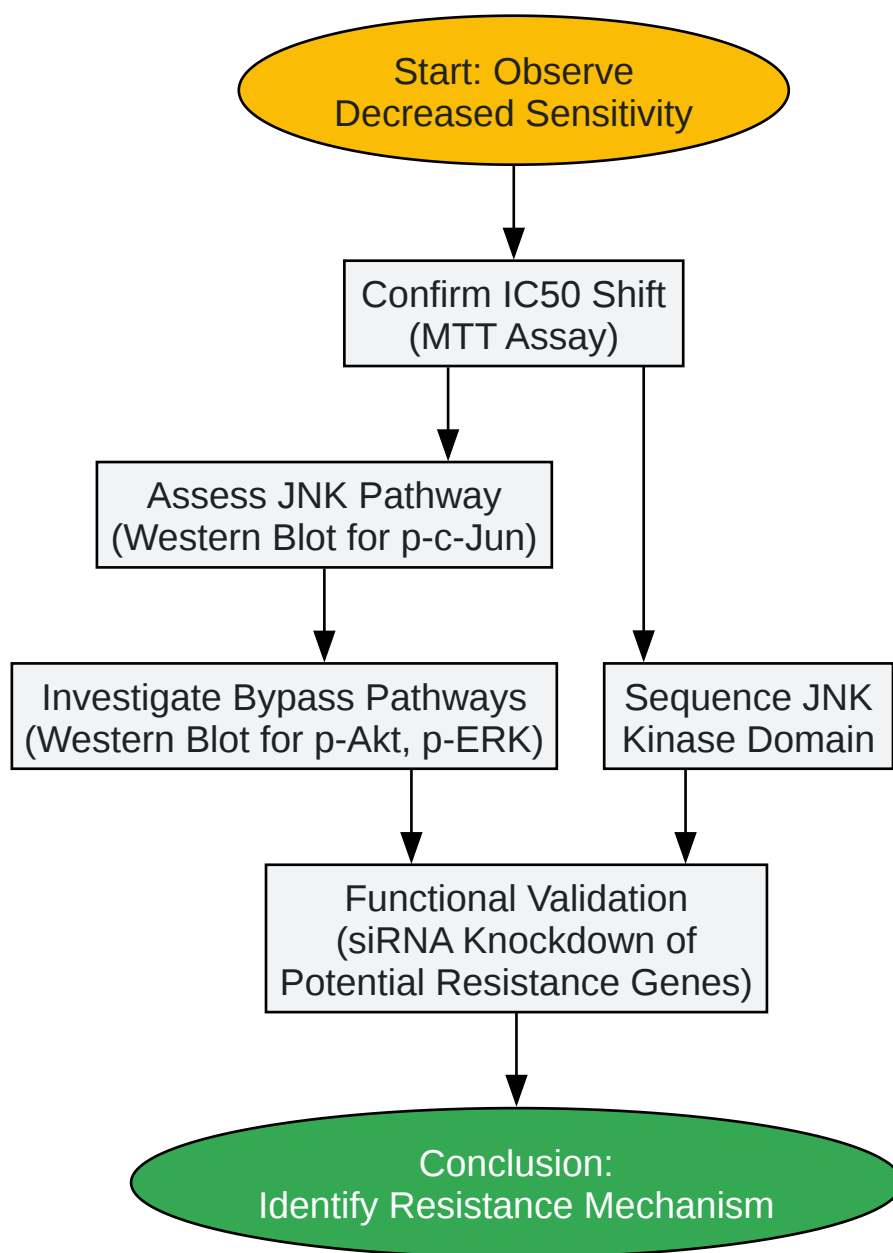 Start: Observe
Decreased Sensitivity
Confirm IC50 Shift
(MTT Assay)
Assess JNK Pathway
(Western Blot for p-c-Jun)
Investigate Bypass Pathways
(Western Blot for p-Akt, p-ERK)
Sequence JNK
Kinase Domain
Functional Validation
(siRNA Knockdown of
Potential Resistance Genes)
Conclusion:
Identify Resistance Mechanism